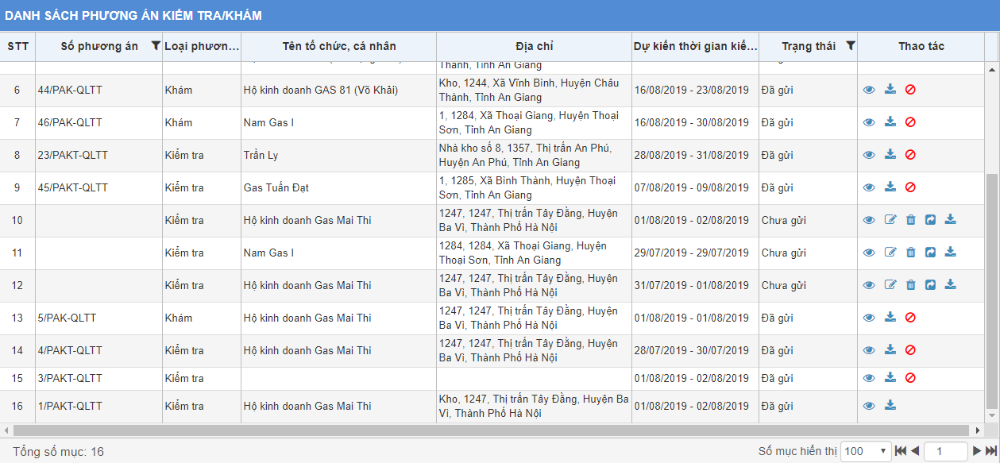 DANH SÁCH PHƯƠNG ÁN KIỂM TRA/KHÁM
STT Số phương án Loại phươn... Tên tổ chức, cá nhân Địa chỉ Dự kiến thời gian kiể... Trạng thái Thao tác
Thành, Tỉnh An Giang
6 44/PAK-QLTT Khám Hộ kinh doanh GAS 81 (Võ Khải) Kho, 1244, Xã Vĩnh Bình, Huyện Châu 16/08/2019 - 23/08/2019 Đã gửi
Thành, Tỉnh An Giang
7 46/PAK-QLTT Khám Nam Gas I 1, 1284, Xã Thoại Giang, Huyện Thoại 16/08/2019 - 30/08/2019 Đã gửi
Sơn, Tỉnh An Giang
8 23/PAKT-QLTT Kiểm tra Trần Ly Nhà kho số 8, 1357, Thị trấn An Phú, 28/08/2019 - 31/08/2019 Đã gửi
Huyện An Phú, Tỉnh An Giang
9 45/PAKT-QLTT Kiểm tra Gas Tuấn Đạt 1, 1285, Xã Bình Thành, Huyện Thoại 07/08/2019 - 09/08/2019 Đã gửi
Sơn, Tỉnh An Giang
10 Kiểm tra Hộ kinh doanh Gas Mai Thi 1247, 1247, Thị trấn Tây Đằng, Huyện 01/08/2019 - 02/08/2019 Chưa gửi
Ba Vì, Thành Phố Hà Nội
11 Kiểm tra Nam Gas I 1284, 1284, Xã Thoại Giang, Huyện 29/07/2019 - 29/07/2019 Chưa gửi
Thoại Sơn, Tỉnh An Giang
12 Kiểm tra Hộ kinh doanh Gas Mai Thi 1247, 1247, Thị trấn Tây Đằng, Huyện 31/07/2019 - 01/08/2019 Chưa gửi
Ba Vì, Thành Phố Hà Nội
13 5/PAK-QLTT Khám Hộ kinh doanh Gas Mai Thi 1247, 1247, Thị trấn Tây Đằng, Huyện 01/08/2019 - 01/08/2019 Đã gửi
Ba Vì, Thành Phố Hà Nội
14 4/PAKT-QLTT Kiểm tra Hộ kinh doanh Gas Mai Thi 1247, 1247, Thị trấn Tây Đằng, Huyện 28/07/2019 - 30/07/2019 Đã gửi
Ba Vì, Thành Phố Hà Nội
15 3/PAKT-QLTT Kiểm tra 01/08/2019 - 02/08/2019 Đã gửi
16 1/PAKT-QLTT Kiểm tra Hộ kinh doanh Gas Mai Thi Kho, 1247, Thị trấn Tây Đằng, Huyện Ba 01/08/2019 - 02/08/2019 Đã gửi
Vì, Thành Phố Hà Nội
Tổng số mục: 16 Số mục hiển thị 100 1